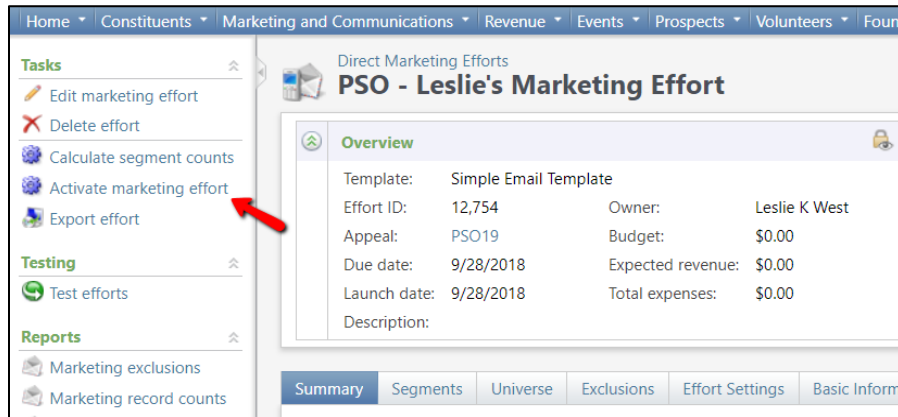 Home Constituents Marketing and Communications Revenue Events Prospects Volunteers Foun
Tasks
Edit marketing effort
Delete effort
Calculate segment counts
Activate marketing effort
Export effort
Testing
Test efforts
Reports
Marketing exclusions
Marketing record counts
Direct Marketing Efforts
PSO - Leslie's Marketing Effort
Overview
Template: Simple Email Template
Effort ID: 12,754 Owner: Leslie K West
Appeal: PSO19 Budget: $0.00
Due date: 9/28/2018 Expected revenue: $0.00
Launch date: 9/28/2018 Total expenses: $0.00
Description:
Summary Segments Universe Exclusions Effort Settings Basic Inform